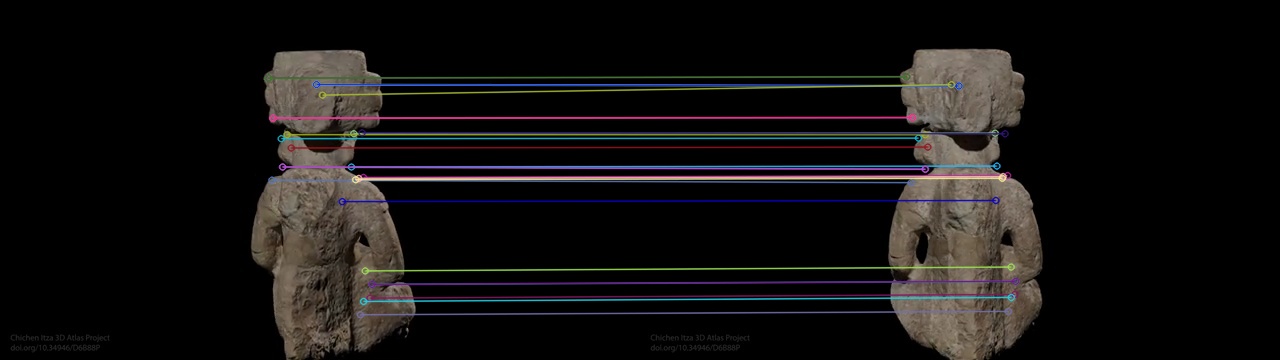 Chichen Itza 3D Atlas Project
doi.org/10.34946/D6B88P
Chichen Itza 3D Atlas Project
doi.org/10.34946/D6B88P